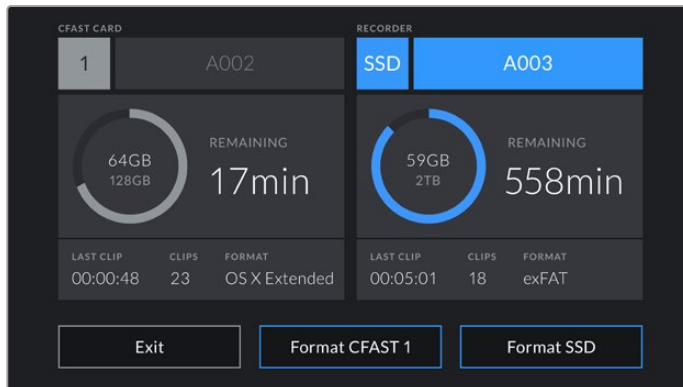 CFAST CARD
1
A002
64GB
128GB
REMAINING
17min
LAST CLIP CLIPS FORMAT
00:00:48 23 OS X Extended
RECORDER
SSD
A003
59GB
2TB
REMAINING
558min
LAST CLIP CLIPS FORMAT
00:05:01 18 exFAT
Exit
Format CFAST 1
Format SSD